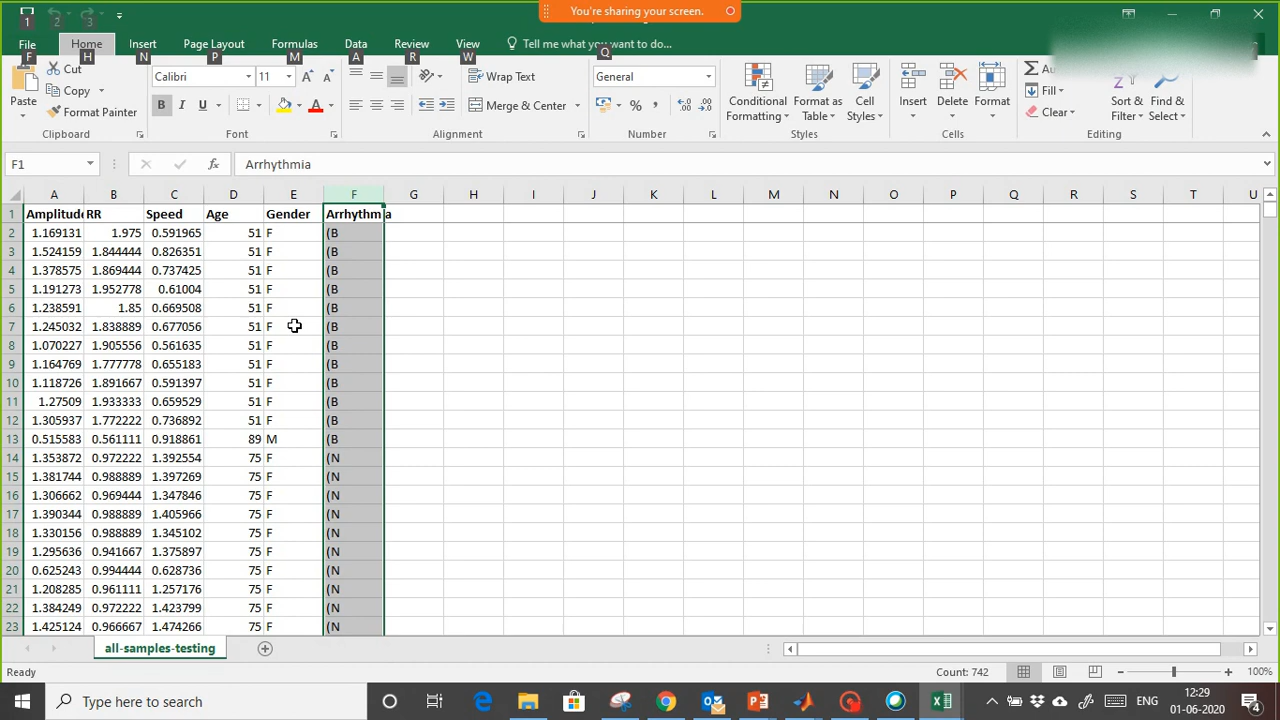 You're sharing your screen.
1 2 3
File Home Insert Page Layout Formulas Data Review View Tell me what you want to do...
F H N P M A R W Q
Paste
Cut
Copy
Format Painter
Calibri 11 A A
B I U A
Wrap Text
Merge & Center
General
% ,
Conditional Formatting
Format as Table
Cell Styles
Insert Delete Format
Au
Fill
Clear
Sort & Filter
Find & Select
Clipboard Font Alignment Number Styles Cells Editing
F1 fx Arrhythmia
A B C D E F G H I J K L M N O P Q R S T U
1 Amplitude RR Speed Age Gender Arrhythmia
2 1.169131 1.975 0.591965 51 F (B
3 1.524159 1.844444 0.826351 51 F (B
4 1.378575 1.869444 0.737425 51 F (B
5 1.191273 1.952778 0.61004 51 F (B
6 1.238591 1.85 0.669508 51 F (B
7 1.245032 1.838889 0.677056 51 F (B
8 1.070227 1.905556 0.561635 51 F (B
9 1.164769 1.777778 0.655183 51 F (B
10 1.118726 1.891667 0.591397 51 F (B
11 1.27509 1.933333 0.659529 51 F (B
12 1.305937 1.772222 0.736892 51 F (B
13 0.515583 0.561111 0.918861 89 M (B
14 1.353872 0.972222 1.392554 75 F (N
15 1.381744 0.988889 1.397269 75 F (N
16 1.306662 0.969444 1.347846 75 F (N
17 1.390344 0.988889 1.405966 75 F (N
18 1.330156 0.988889 1.345102 75 F (N
19 1.295636 0.941667 1.375897 75 F (N
20 0.625243 0.994444 0.628736 75 F (N
21 1.208285 0.961111 1.257176 75 F (N
22 1.384249 0.972222 1.423799 75 F (N
23 1.425124 0.966667 1.474266 75 F (N
all-samples-testing
Ready Count: 742 100%
Type here to search ENG 12:29
01-06-2020 4